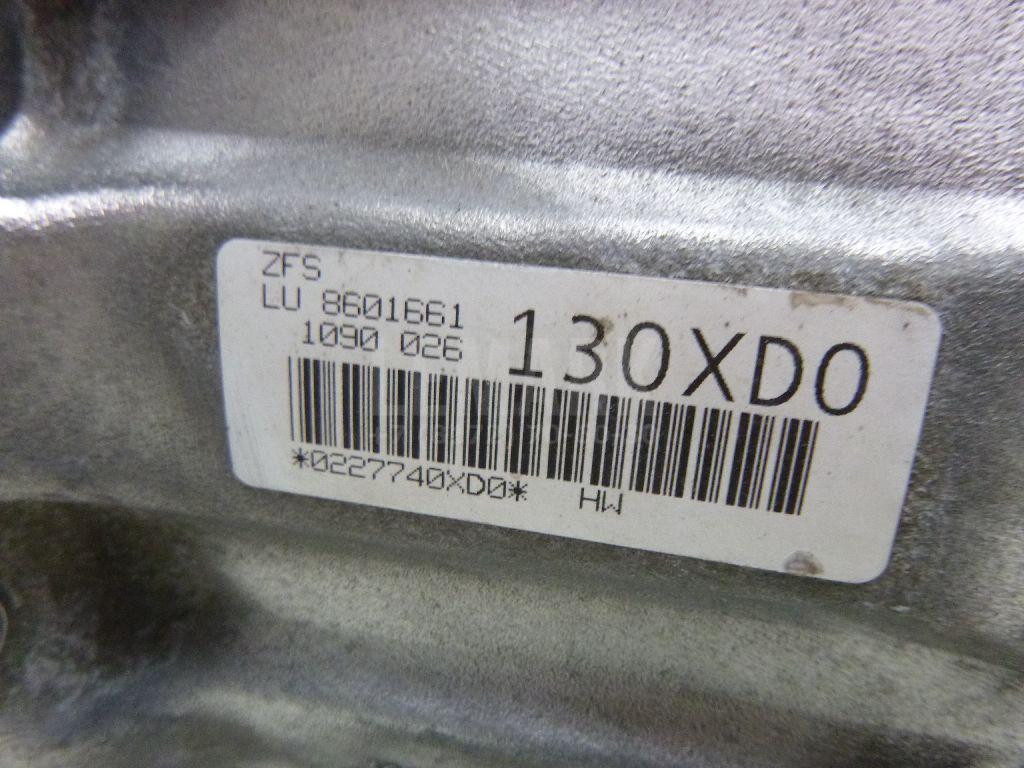 ZFS
LU 8601661
1090 026
130XD0
*0227740XD0*
HW